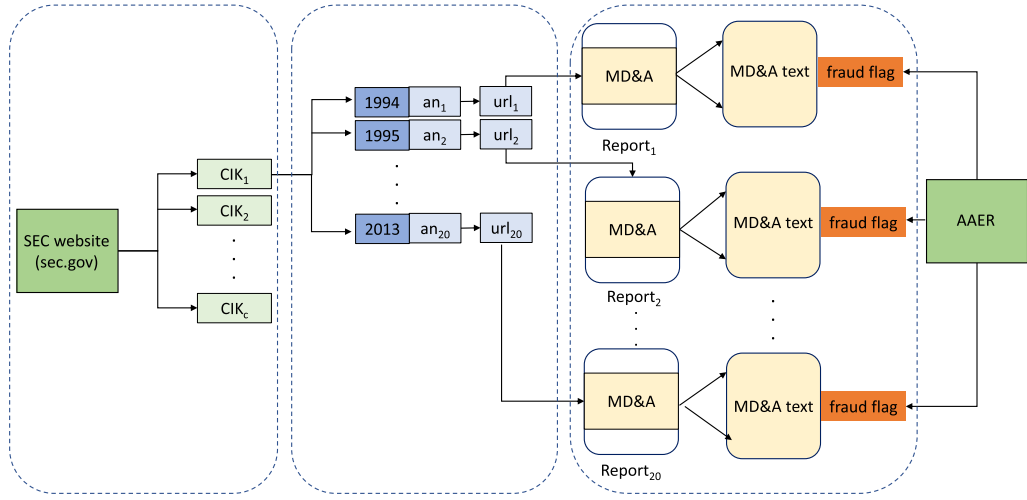 SEC website
(sec.gov)
CIK₁
CIK₂
CIK꜀
1994
an₁
url₁
1995
an₂
url₂
2013
an₂₀
url₂₀
MD&A
Report₁
MD&A
Report₂
MD&A
Report₂₀
MD&A text
fraud flag
MD&A text
fraud flag
MD&A text
fraud flag
AAER